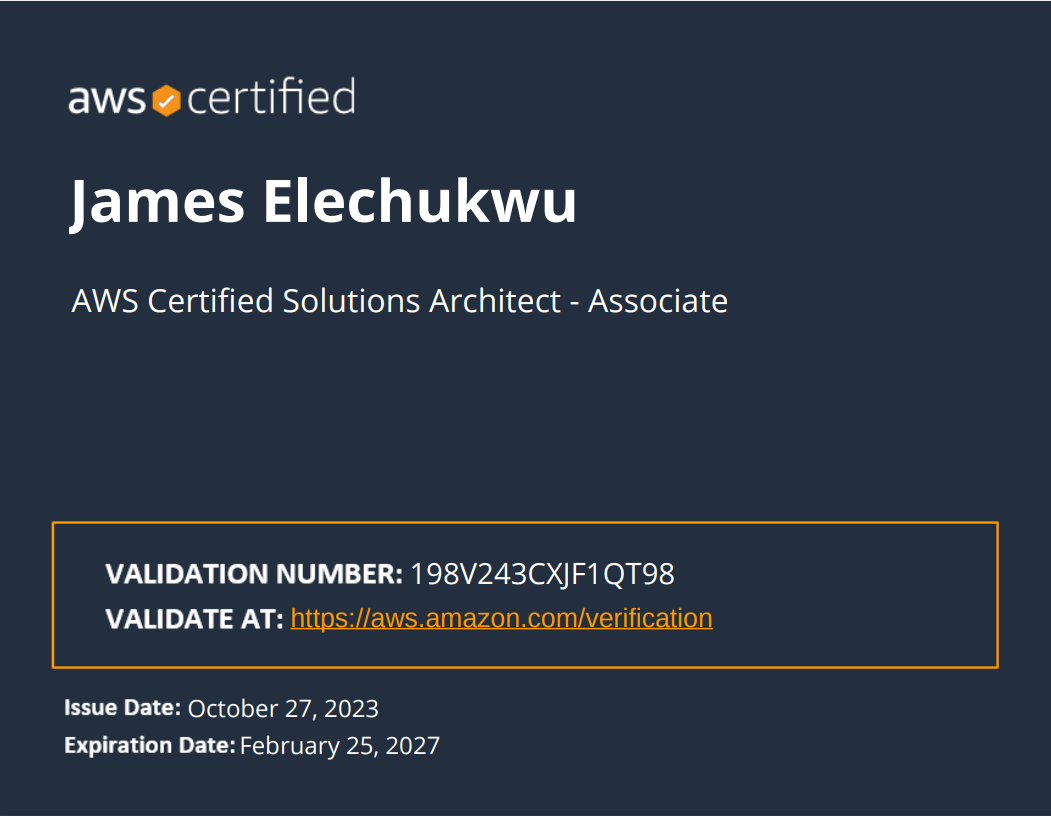 aws certified
James Elechukwu
AWS Certified Solutions Architect - Associate
VALIDATION NUMBER: 198V243CXJF1QT98
VALIDATE AT: https://aws.amazon.com/verification
Issue Date: October 27, 2023
Expiration Date: February 25, 2027